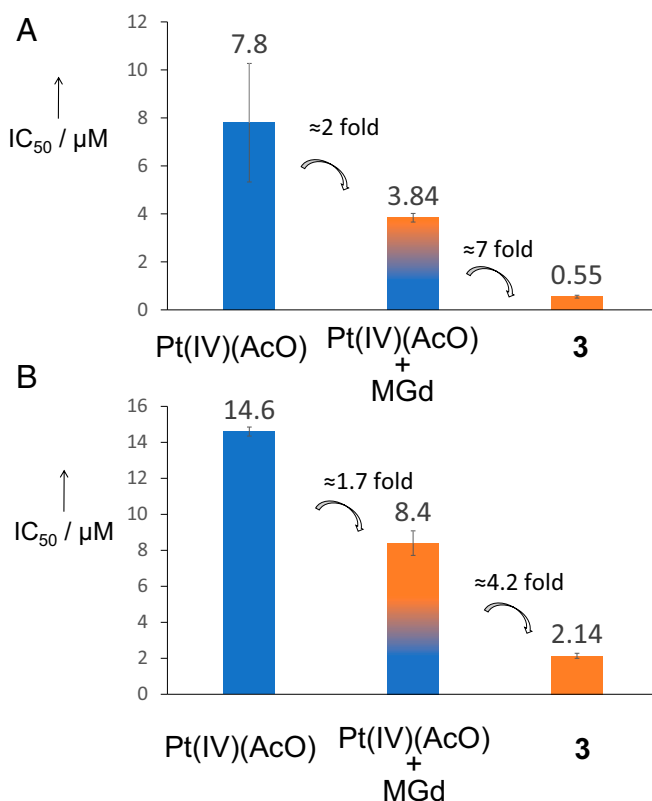 A
12
10
8
6
4
2
0
IC50 / µM
7.8
≈2 fold
3.84
≈7 fold
0.55
Pt(IV)(AcO)
Pt(IV)(AcO)
+
MGd
3
B
16
14
12
10
8
6
4
2
0
IC50 / µM
14.6
≈1.7 fold
8.4
≈4.2 fold
2.14
Pt(IV)(AcO)
Pt(IV)(AcO)
+
MGd
3